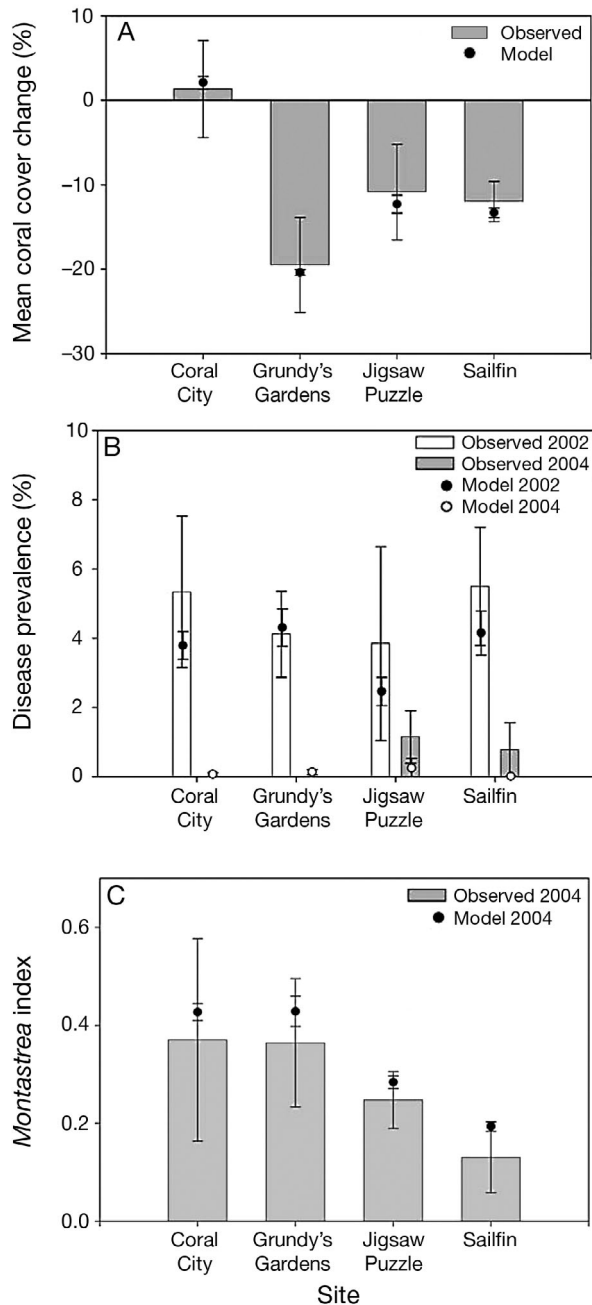 A
Observed
Model
Mean coral cover change (%)
10
0
−10
−20
−30
Coral
City
Grundy's
Gardens
Jigsaw
Puzzle
Sailfin
B
Observed 2002
Observed 2004
Model 2002
Model 2004
Disease prevalence (%)
10
8
6
4
2
0
Coral
City
Grundy's
Gardens
Jigsaw
Puzzle
Sailfin
C
Observed 2004
Model 2004
Montastrea index
0.6
0.4
0.2
0.0
Coral
City
Grundy's
Gardens
Jigsaw
Puzzle
Sailfin
Site